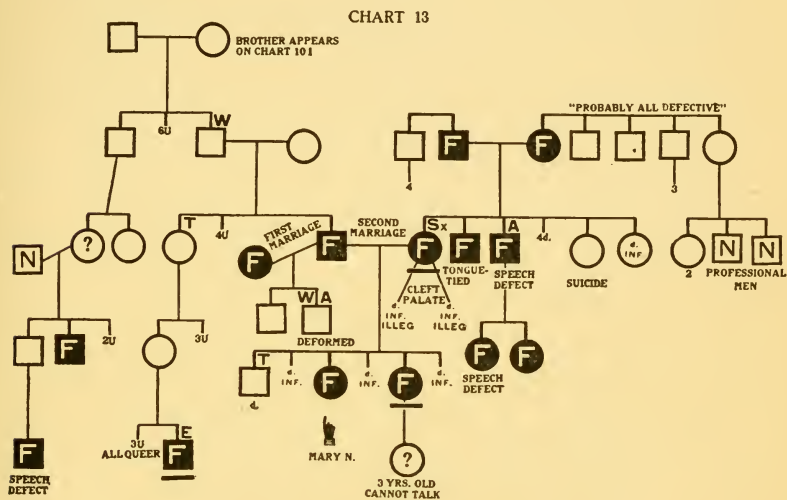 CHART 13
BROTHER APPEARS
ON CHART 101
"PROBABLY ALL DEFECTIVE"
6U
W
F
F
4
3
T
4U
FIRST
MARRIAGE
SECOND
MARRIAGE
Sx
A
4d.
N
?
F
F
F
F
F
TONGUE-
TIED
SPEECH
DEFECT
SUICIDE
d.
INF.
2
N
N
PROFESSIONAL
MEN
CLEFT
PALATE
d.
INF.
ILLEG
d.
INF.
ILLEG
W
A
DEFORMED
F
2U
3U
T
d.
d.
INF.
F
d.
INF.
F
d.
INF.
F
F
SPEECH
DEFECT
MARY N.
3U
ALL QUEER
E
F
?
3 YRS. OLD
CANNOT TALK
F
SPEECH
DEFECT